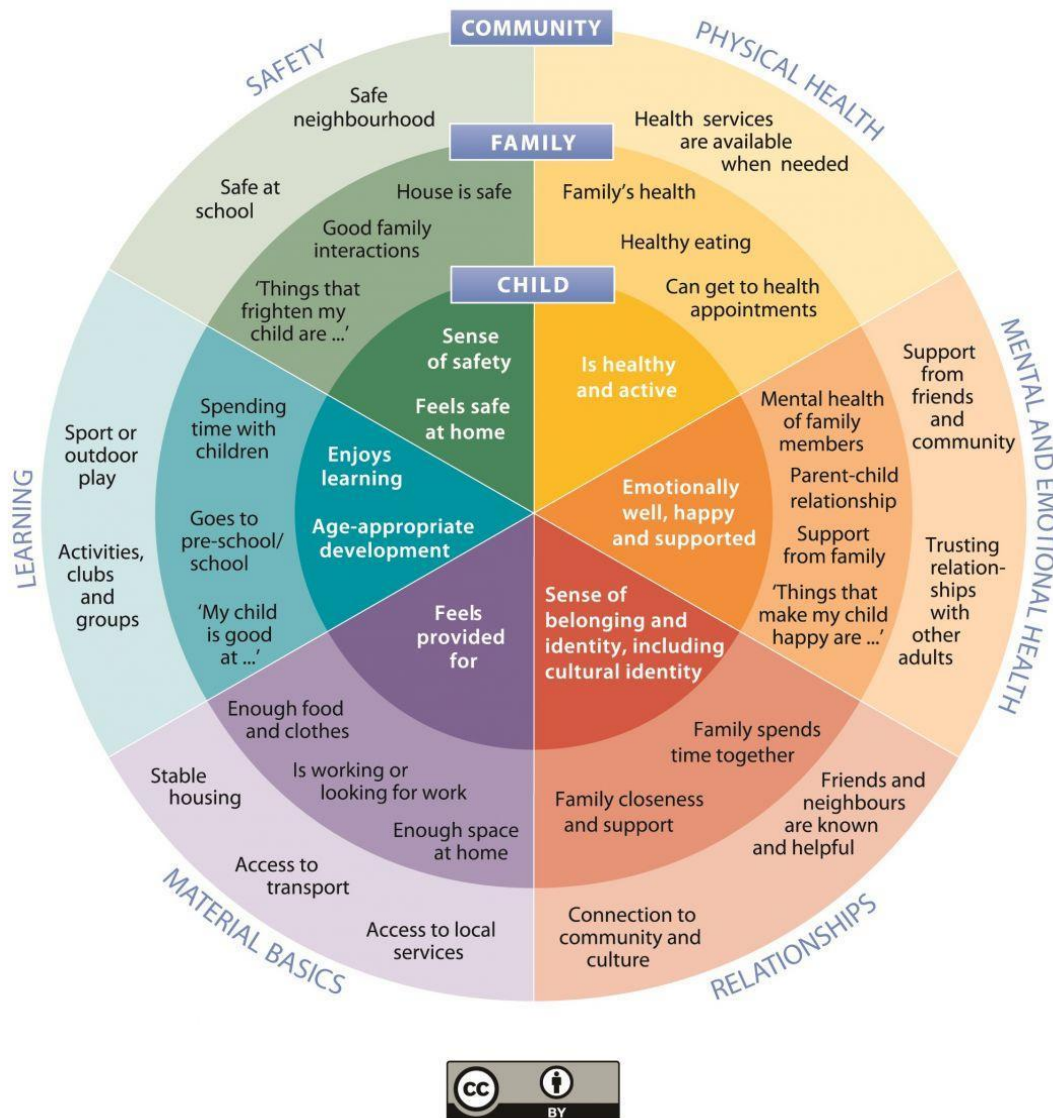 COMMUNITY
SAFETY
Safe
neighbourhood
Safe at
school
FAMILY
House is safe
Good family
interactions
‘Things that
frighten my
child are ...’
CHILD
Sense
of safety
Feels safe
at home
PHYSICAL HEALTH
Health services
are available
when needed
Family’s health
Healthy eating
Can get to health
appointments
Is healthy
and active
MENTAL AND EMOTIONAL HEALTH
Support
from
friends
and
community
Trusting
relation-
ships
with
other
adults
Mental health
of family
members
Parent-child
relationship
Support
from family
‘Things that
make my child
happy are ...’
Emotionally
well, happy
and supported
RELATIONSHIPS
Sense of
belonging and
identity, including
cultural identity
Family spends
time together
Family closeness
and support
Friends and
neighbours
are known
and helpful
Connection to
community and
culture
MATERIAL BASICS
Feels
provided
for
Enough food
and clothes
Is working or
looking for work
Enough space
at home
Stable
housing
Access to
transport
Access to local
services
LEARNING
Sport or
outdoor
play
Activities,
clubs
and
groups
Spending
time with
children
Goes to
pre-school/
school
‘My child
is good
at ...’
Enjoys
learning
Age-appropriate
development
cc
BY